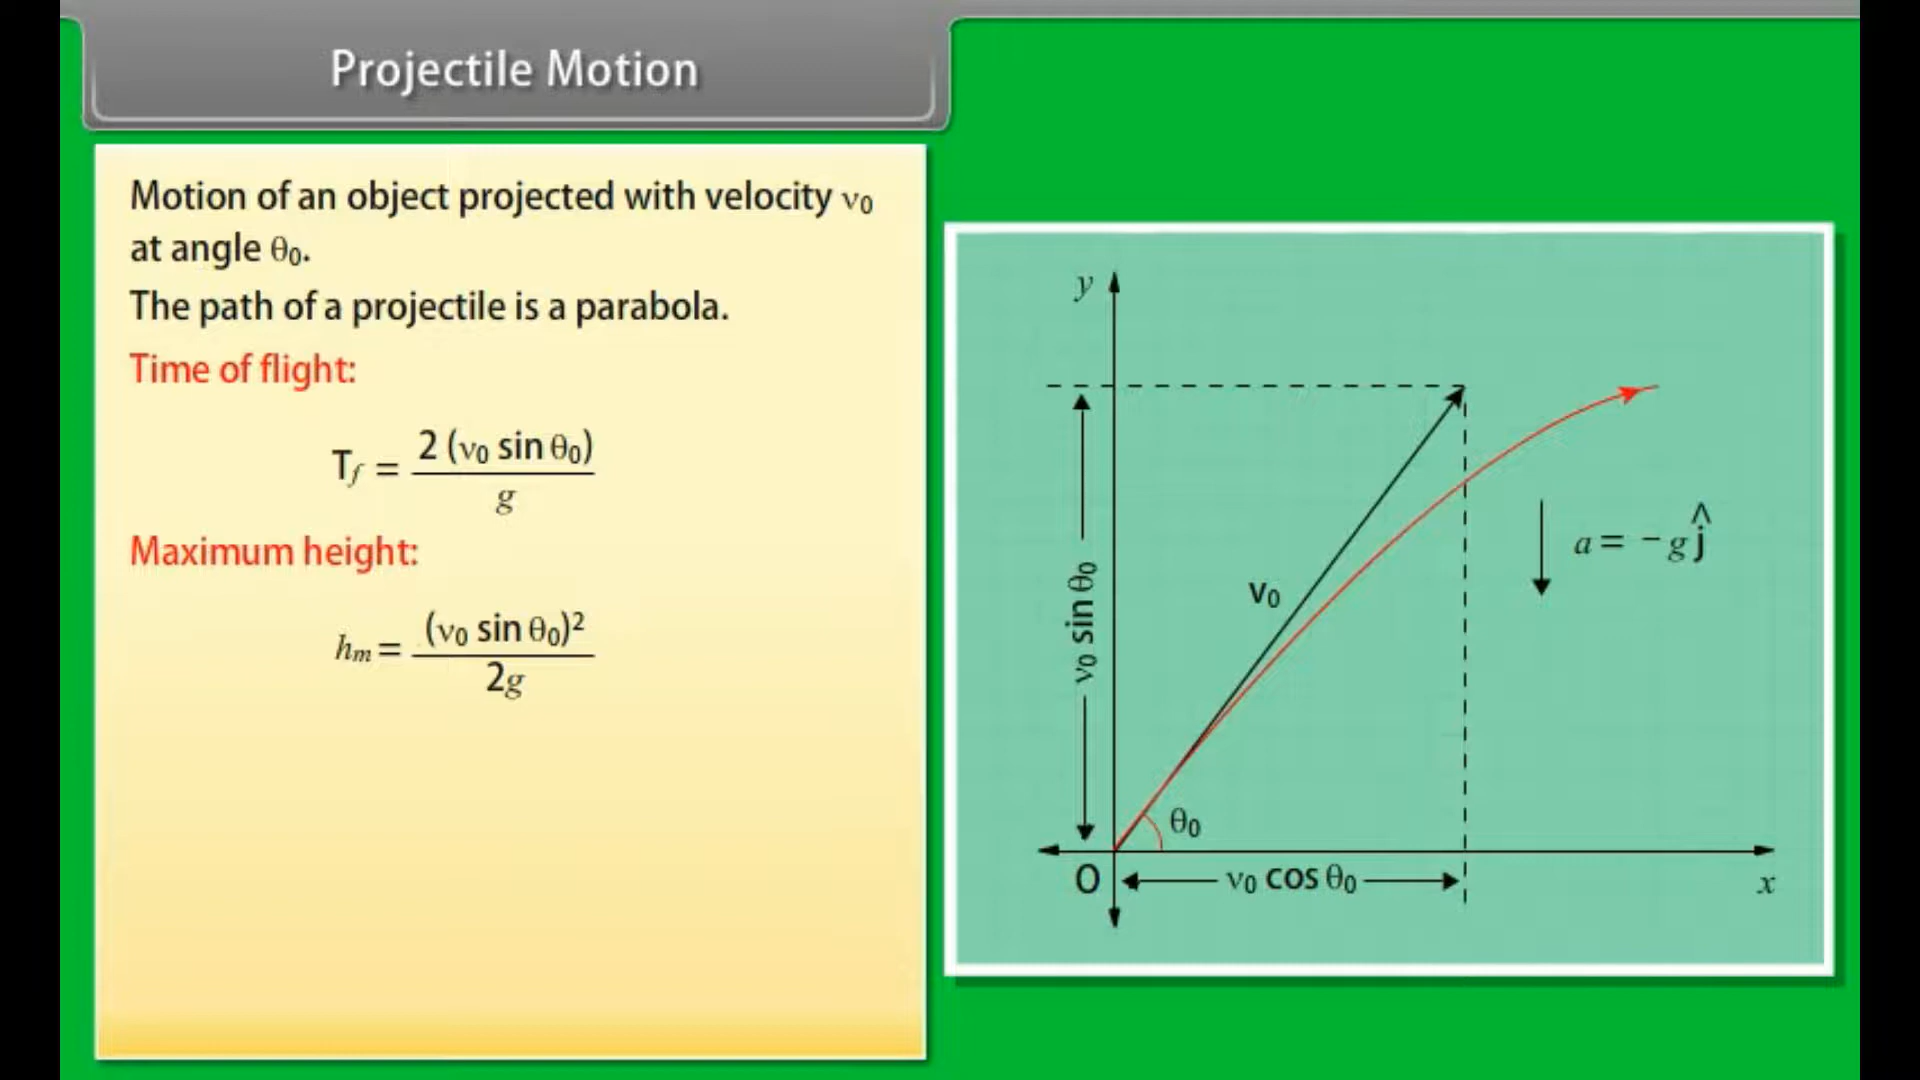 Projectile Motion
Motion of an object projected with velocity v₀
at angle θ₀.
The path of a projectile is a parabola.
Time of flight:
T𝑓 = 2 (v₀ sin θ₀) / g
Maximum height:
hₘ = (v₀ sin θ₀)² / 2g
y
v₀ sin θ₀
v₀
a = − g ĵ
θ₀
O
v₀ cos θ₀
x